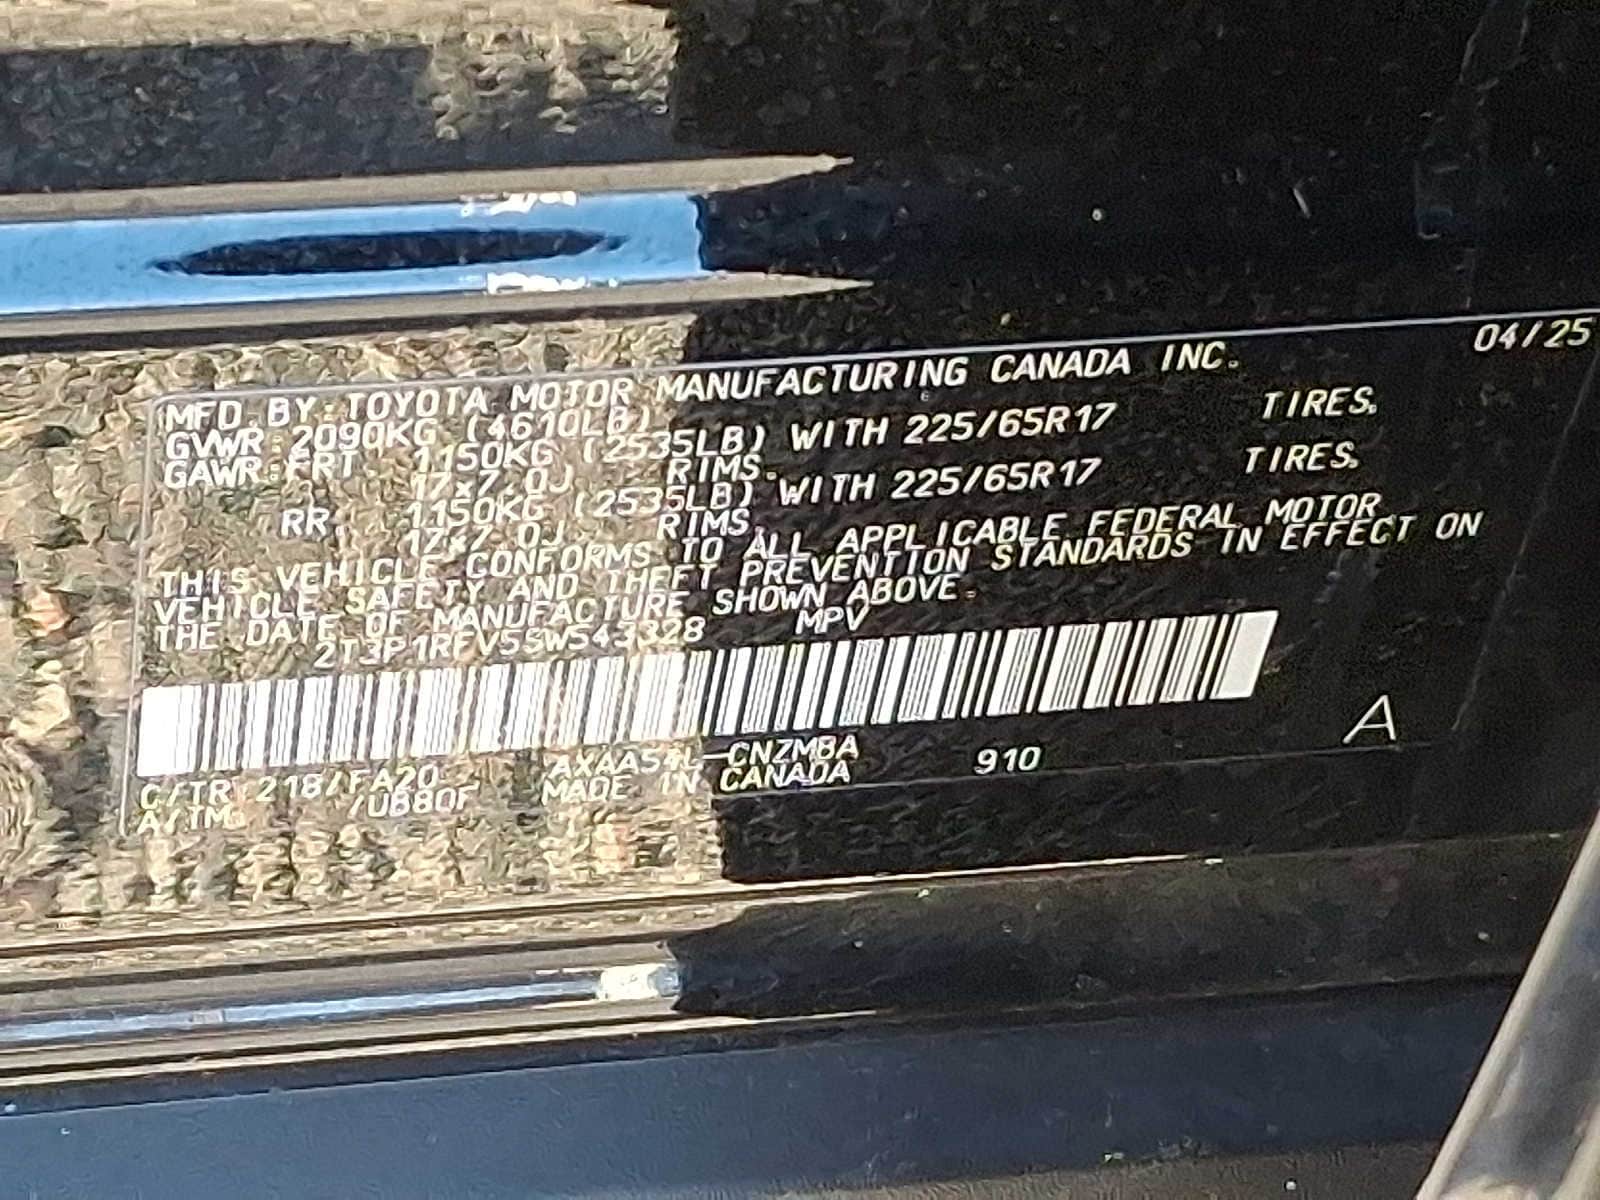 04/25
MFD.BY:TOYOTA MOTOR MANUFACTURING CANADA INC.
GVWR:2090KG (4610LB)
GAWR:FRT 1150KG (2535LB) WITH 225/65R17 TIRES,
17x7.0J RIMS.
RR 1150KG (2535LB) WITH 225/65R17 TIRES,
17x7.0J RIMS.
THIS VEHICLE CONFORMS TO ALL APPLICABLE FEDERAL MOTOR
VEHICLE SAFETY AND THEFT PREVENTION STANDARDS IN EFFECT ON
THE DATE OF MANUFACTURE SHOWN ABOVE.
2T3P1RFV5SW543328 MPV
A
C/TR:218/FA20 AXAA54L-CNZMBA 910
A/TM: /UB80F MADE IN CANADA